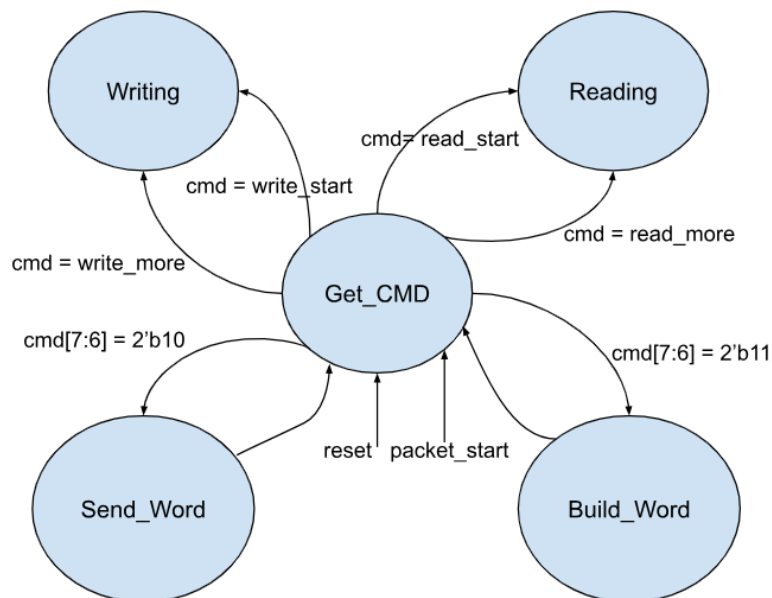 Writing
Reading
cmd= read_start
cmd = write_start
cmd = read_more
cmd = write_more
Get_CMD
cmd[7:6] = 2'b10
cmd[7:6] = 2'b11
reset
packet_start
Send_Word
Build_Word